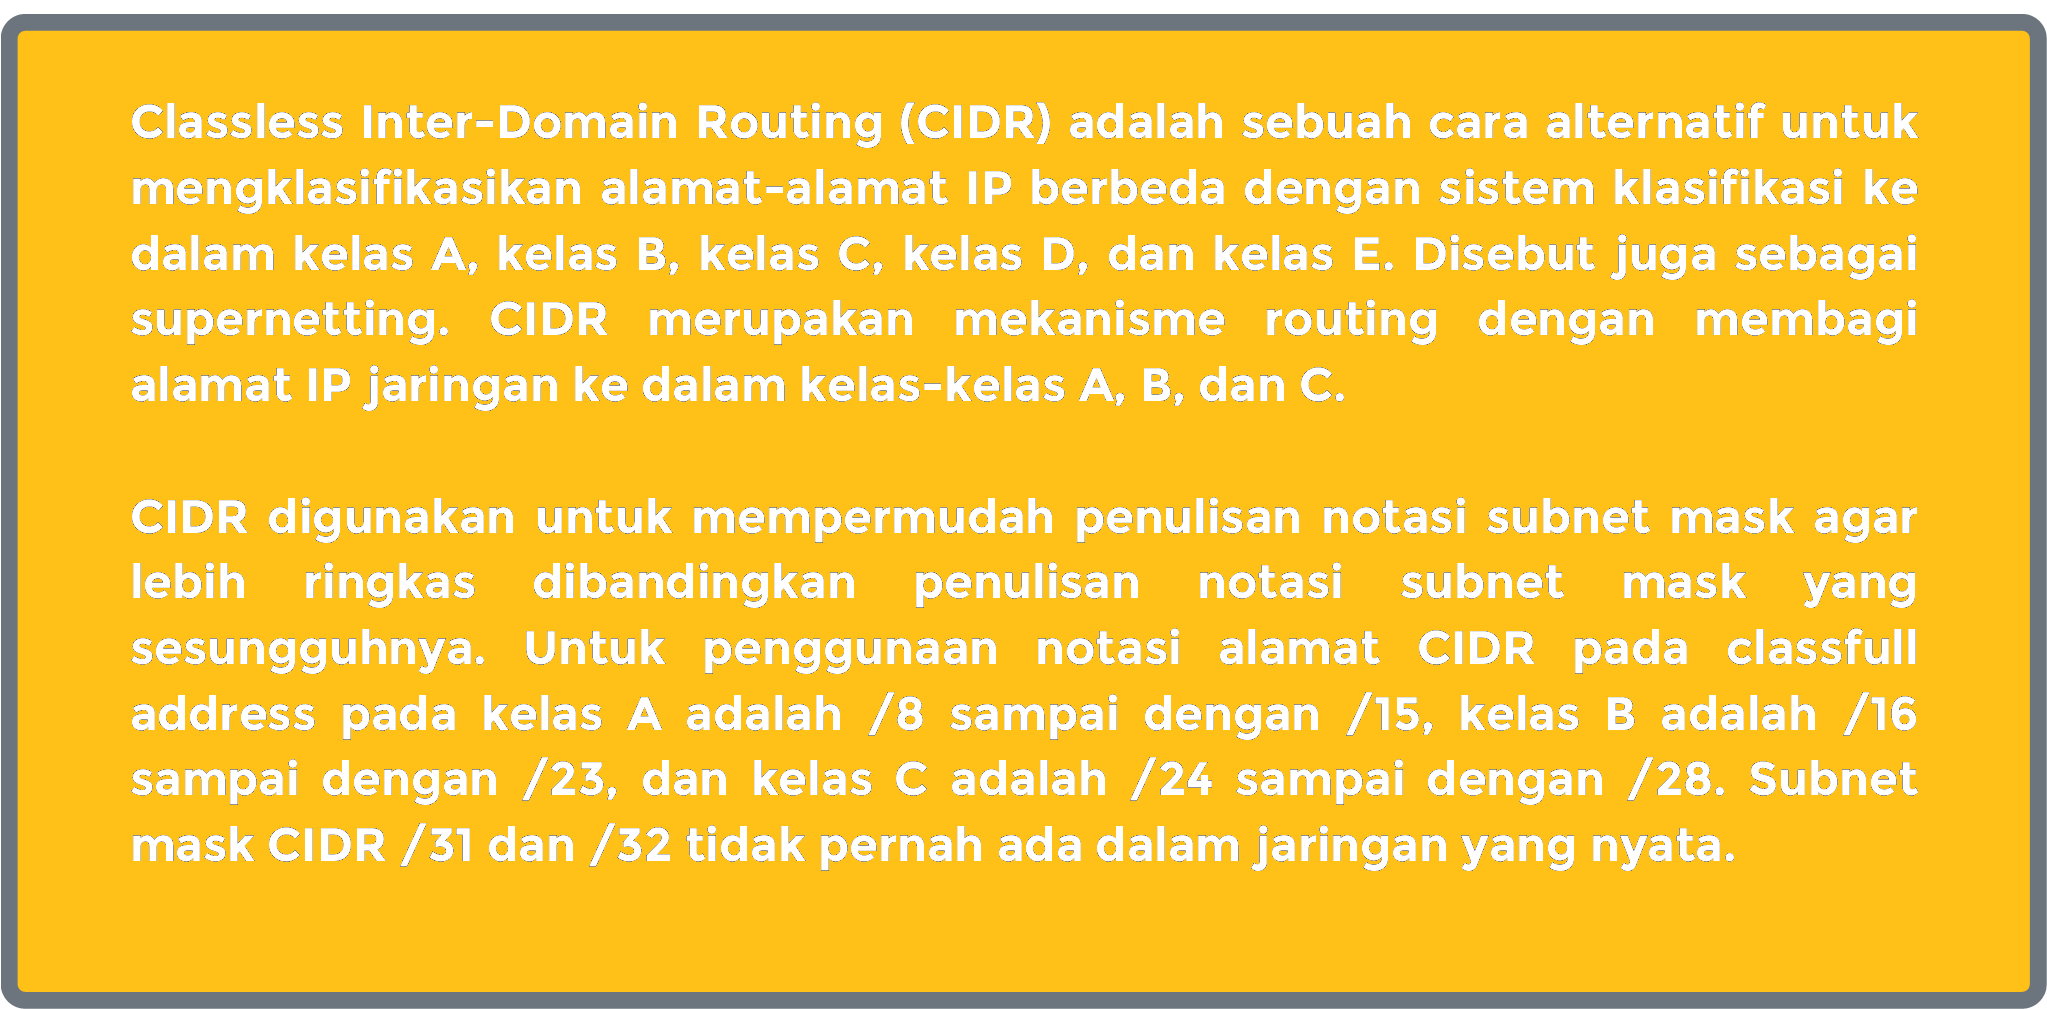 Classless Inter-Domain Routing (CIDR) adalah sebuah cara alternatif untuk
mengklasifikasikan alamat-alamat IP berbeda dengan sistem klasifikasi ke
dalam kelas A, kelas B, kelas C, kelas D, dan kelas E. Disebut juga sebagai
supernetting. CIDR merupakan mekanisme routing dengan membagi
alamat IP jaringan ke dalam kelas-kelas A, B, dan C.
CIDR digunakan untuk mempermudah penulisan notasi subnet mask agar
lebih ringkas dibandingkan penulisan notasi subnet mask yang
sesungguhnya. Untuk penggunaan notasi alamat CIDR pada classfull
address pada kelas A adalah /8 sampai dengan /15, kelas B adalah /16
sampai dengan /23, dan kelas C adalah /24 sampai dengan /28. Subnet
mask CIDR /31 dan /32 tidak pernah ada dalam jaringan yang nyata.